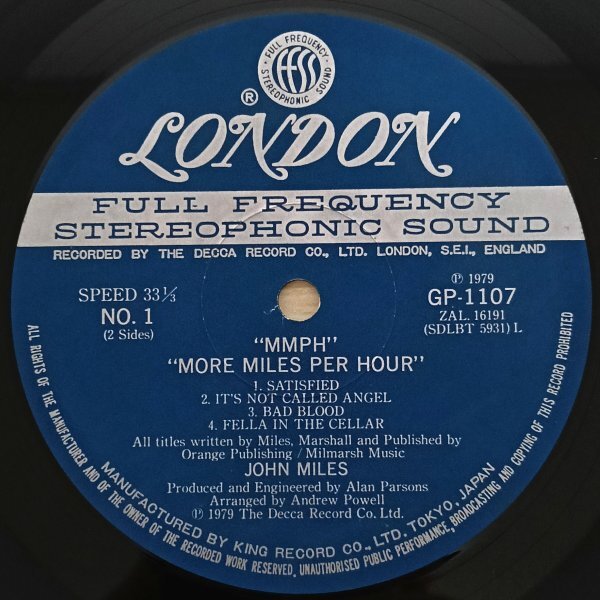 FULL FREQUENCY
STEREOPHONIC SOUND
FFSS
®
LONDON
FULL FREQUENCY
STEREOPHONIC SOUND
RECORDED BY THE DECCA RECORD CO., LTD. LONDON, S.E.I., ENGLAND
SPEED 33⅓
NO. 1
(2 Sides)
℗ 1979
GP-1107
ZAL. 16191
(SDLBT 5931) L
"MMPH"
"MORE MILES PER HOUR"
1. SATISFIED
2. IT'S NOT CALLED ANGEL
3. BAD BLOOD
4. FELLA IN THE CELLAR
All titles written by Miles, Marshall and Published by
Orange Publishing / Milmarsh Music
JOHN MILES
Produced and Engineered by Alan Parsons
Arranged by Andrew Powell
℗ 1979 The Decca Record Co. Ltd.
MANUFACTURED BY KING RECORD CO., LTD. TOKYO, JAPAN
ALL RIGHTS OF THE MANUFACTURER AND OF THE OWNER OF THE RECORDED WORK RESERVED, UNAUTHORISED PUBLIC PERFORMANCE, BROADCASTING AND COPYING OF THIS RECORD PROHIBITED